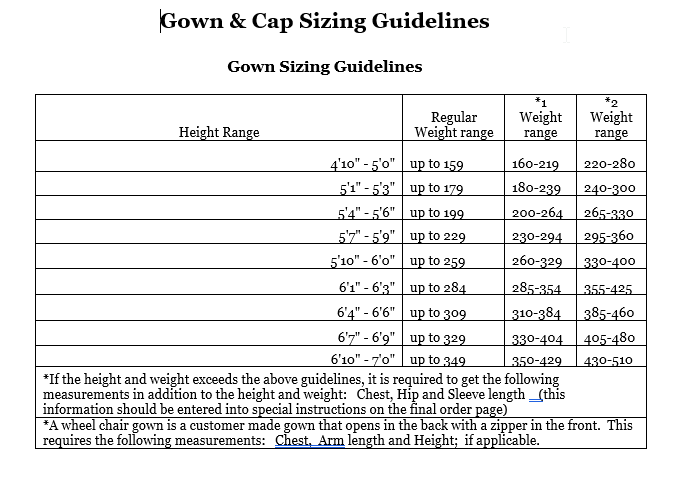 Gown & Cap Sizing Guidelines
Gown Sizing Guidelines
Height Range Regular Weight range *1 Weight range *2 Weight range
4'10" - 5'0" up to 159 160-219 220-280
5'1" - 5'3" up to 179 180-239 240-300
5'4" - 5'6" up to 199 200-264 265-330
5'7" - 5'9" up to 229 230-294 295-360
5'10" - 6'0" up to 259 260-329 330-400
6'1" - 6'3" up to 284 285-354 355-425
6'4" - 6'6" up to 309 310-384 385-460
6'7" - 6'9" up to 329 330-404 405-480
6'10" - 7'0" up to 349 350-429 430-510
*If the height and weight exceeds the above guidelines, it is required to get the following
measurements in addition to the height and weight: Chest, Hip and Sleeve length _(this
information should be entered into special instructions on the final order page)
*A wheel chair gown is a customer made gown that opens in the back with a zipper in the front. This
requires the following measurements: Chest, Arm length and Height; if applicable.